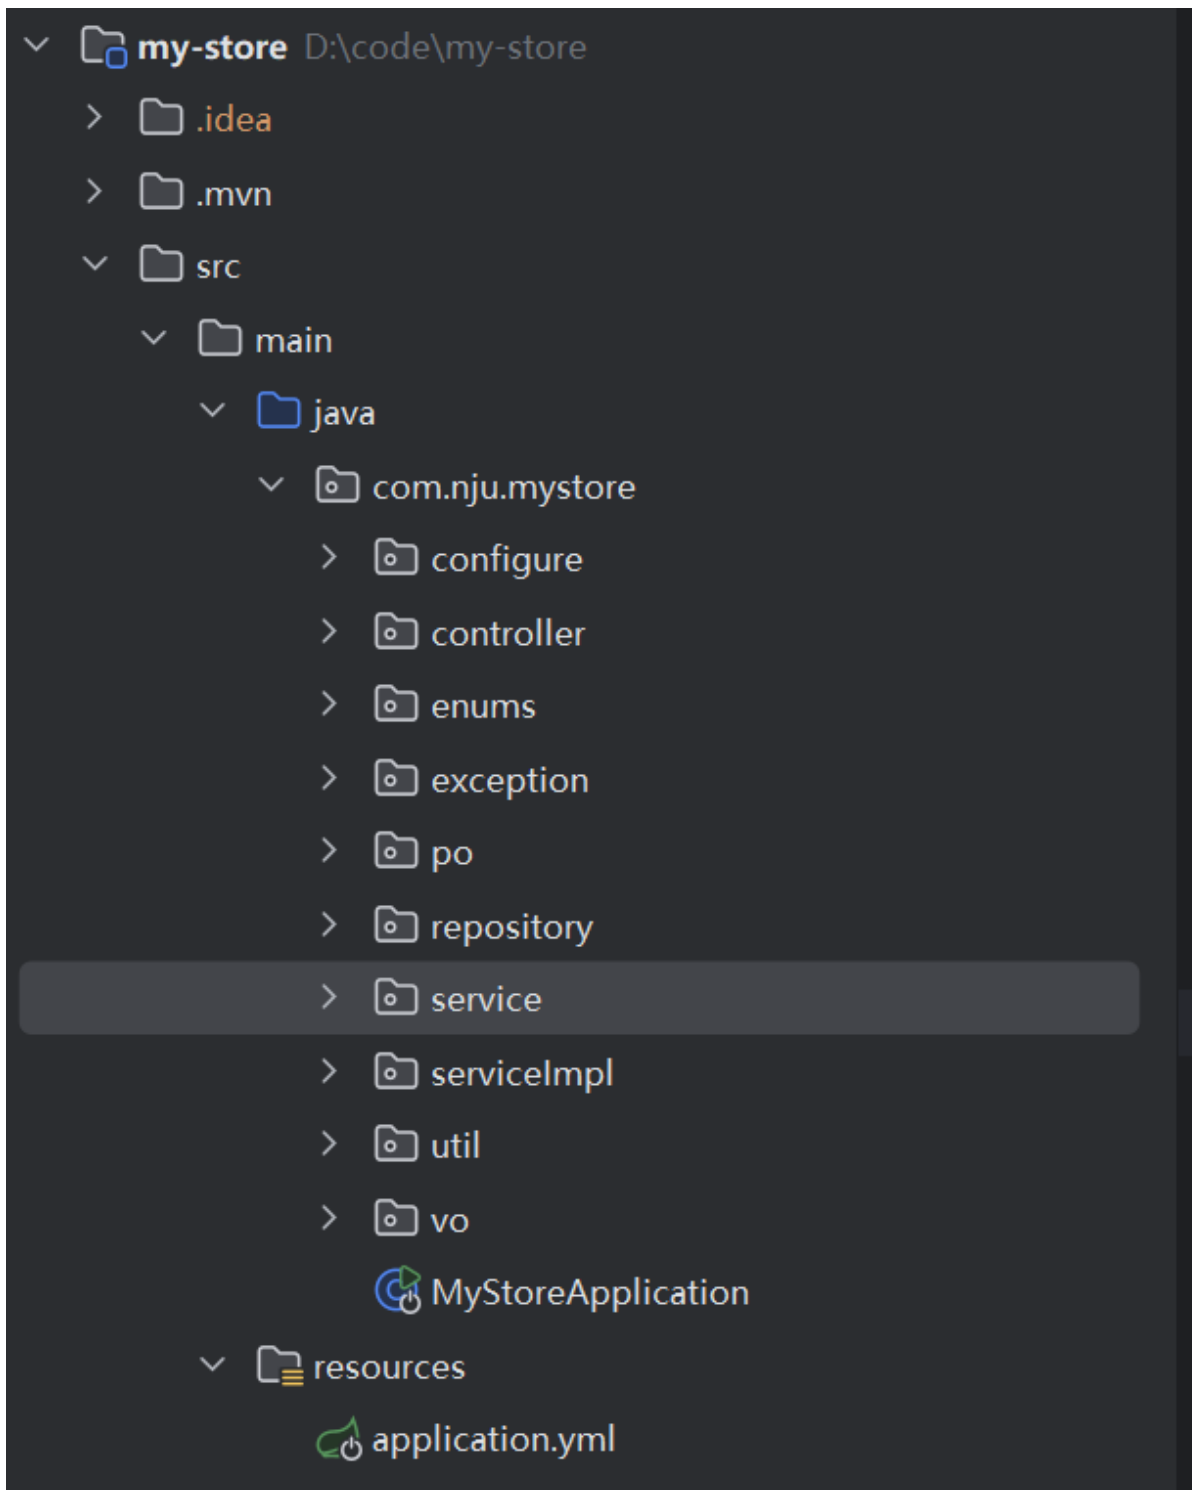 my-store D:\code\my-store
.idea
.mvn
src
main
java
com.nju.mystore
configure
controller
enums
exception
po
repository
service
serviceImpl
util
vo
MyStoreApplication
resources
application.yml